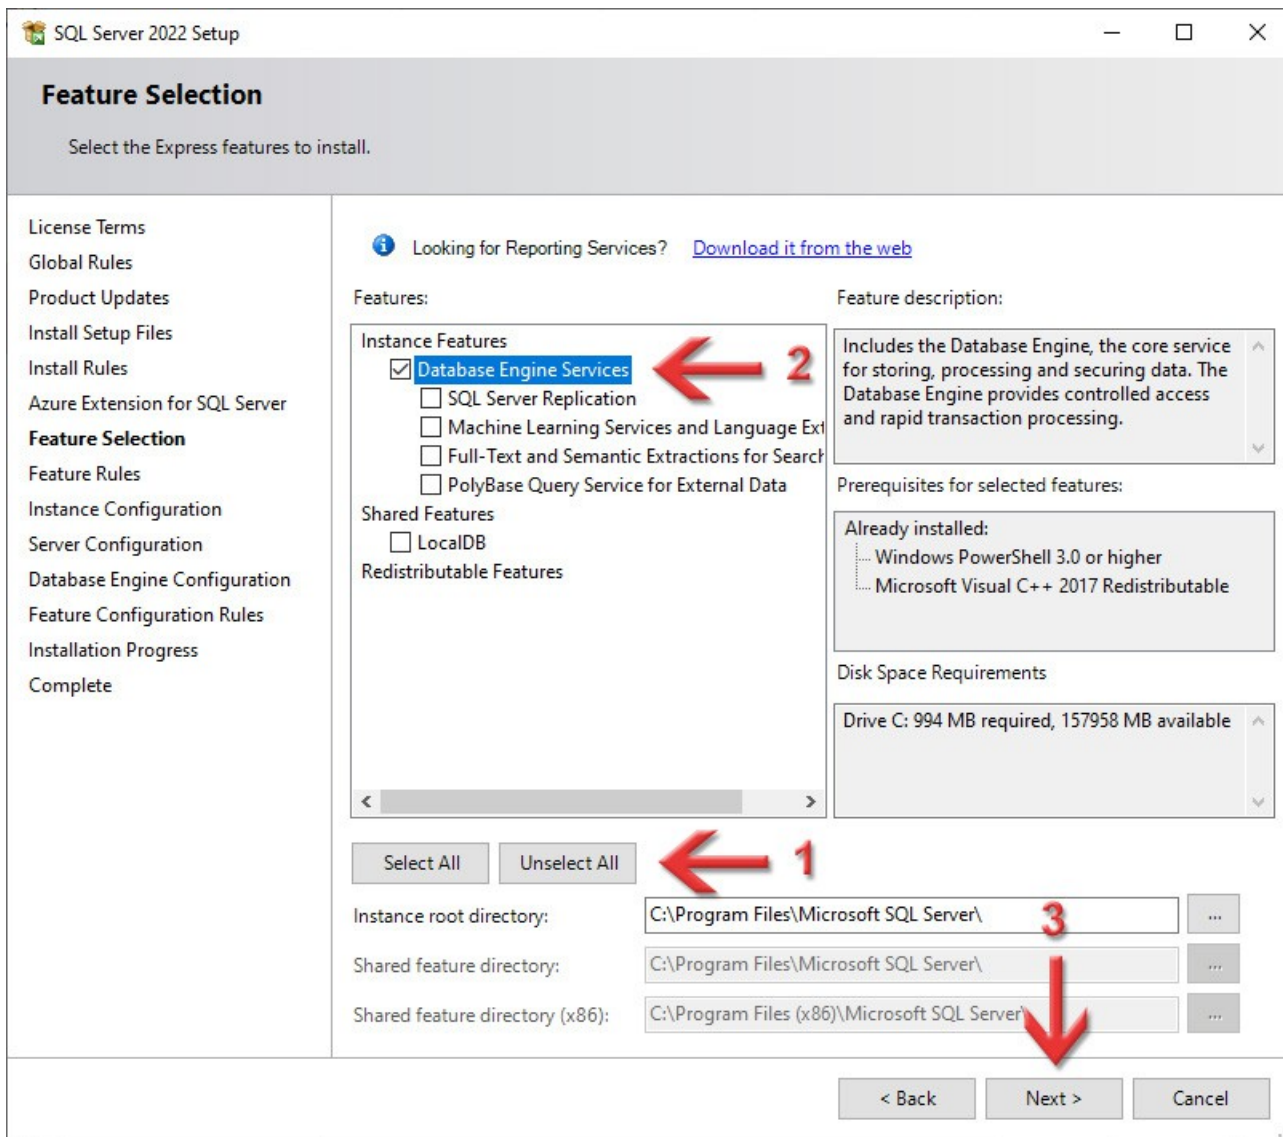 SQL Server 2022 Setup
Feature Selection
Select the Express features to install.
License Terms
Global Rules
Product Updates
Install Setup Files
Install Rules
Azure Extension for SQL Server
Feature Selection
Feature Rules
Instance Configuration
Server Configuration
Database Engine Configuration
Feature Configuration Rules
Installation Progress
Complete
Looking for Reporting Services? Download it from the web
Features:
Instance Features
Database Engine Services
2
SQL Server Replication
Machine Learning Services and Language Ext
Full-Text and Semantic Extractions for Search
PolyBase Query Service for External Data
Shared Features
LocalDB
Redistributable Features
Feature description:
Includes the Database Engine, the core service
for storing, processing and securing data. The
Database Engine provides controlled access
and rapid transaction processing.
Prerequisites for selected features:
Already installed:
Windows PowerShell 3.0 or higher
Microsoft Visual C++ 2017 Redistributable
Disk Space Requirements
Drive C: 994 MB required, 157958 MB available
Select All
Unselect All
1
Instance root directory:
C:\Program Files\Microsoft SQL Server\
...
3
Shared feature directory:
C:\Program Files\Microsoft SQL Server\
...
Shared feature directory (x86):
C:\Program Files (x86)\Microsoft SQL Server\
...
< Back
Next >
Cancel